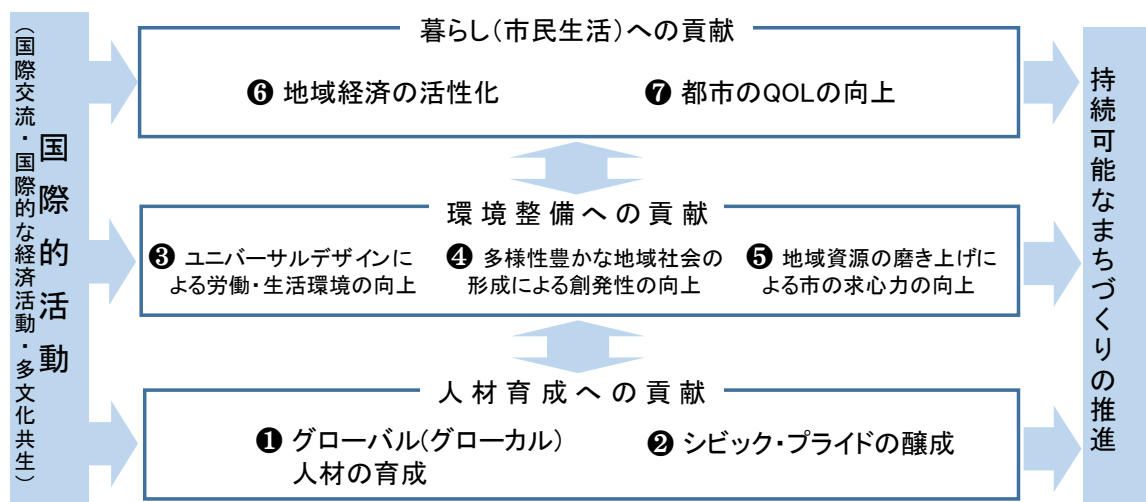 国際的活動
（国際交流・国際的な経済活動・多文化共生）
暮らし（市民生活）への貢献
❻ 地域経済の活性化
❼ 都市のQOLの向上
環境整備への貢献
❸ ユニバーサルデザインに
よる労働・生活環境の向上
❹ 多様性豊かな地域社会の
形成による創発性の向上
❺ 地域資源の磨き上げに
よる市の求心力の向上
人材育成への貢献
❶ グローバル(グローカル)
人材の育成
❷ シビック・プライドの醸成
持続可能なまちづくりの推進